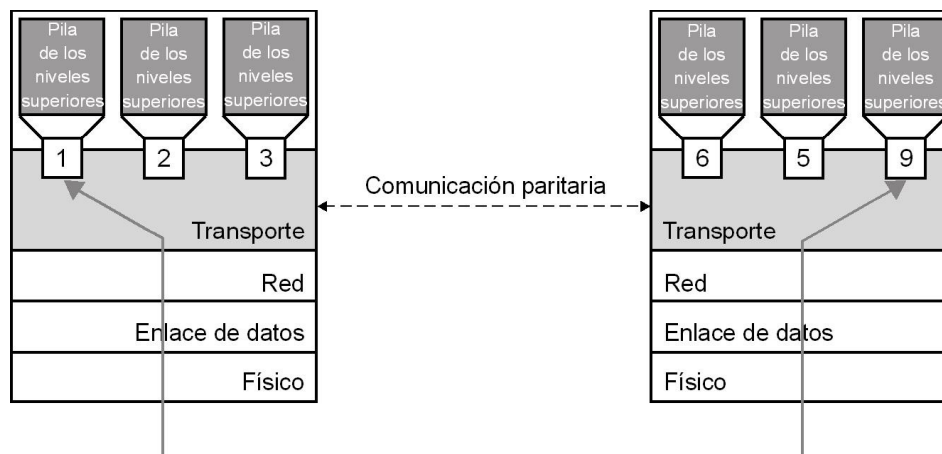 Pila
de los
niveles
superiores
Pila
de los
niveles
superiores
Pila
de los
niveles
superiores
1
2
3
Transporte
Red
Enlace de datos
Físico
Comunicación paritaria
Pila
de los
niveles
superiores
Pila
de los
niveles
superiores
Pila
de los
niveles
superiores
6
5
9
Transporte
Red
Enlace de datos
Físico